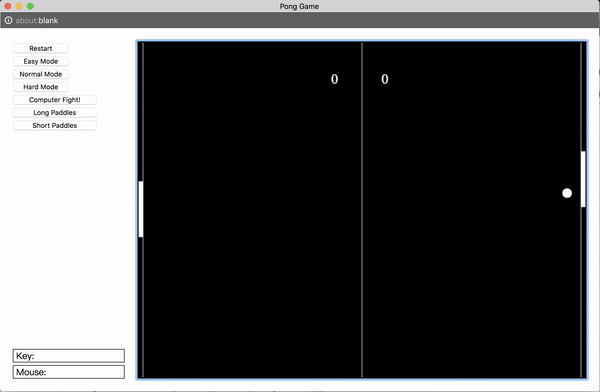 Pong Game
about:blank
Restart
Easy Mode
Normal Mode
Hard Mode
Computer Fight!
Long Paddles
Short Paddles
0 0
Key:
Mouse: